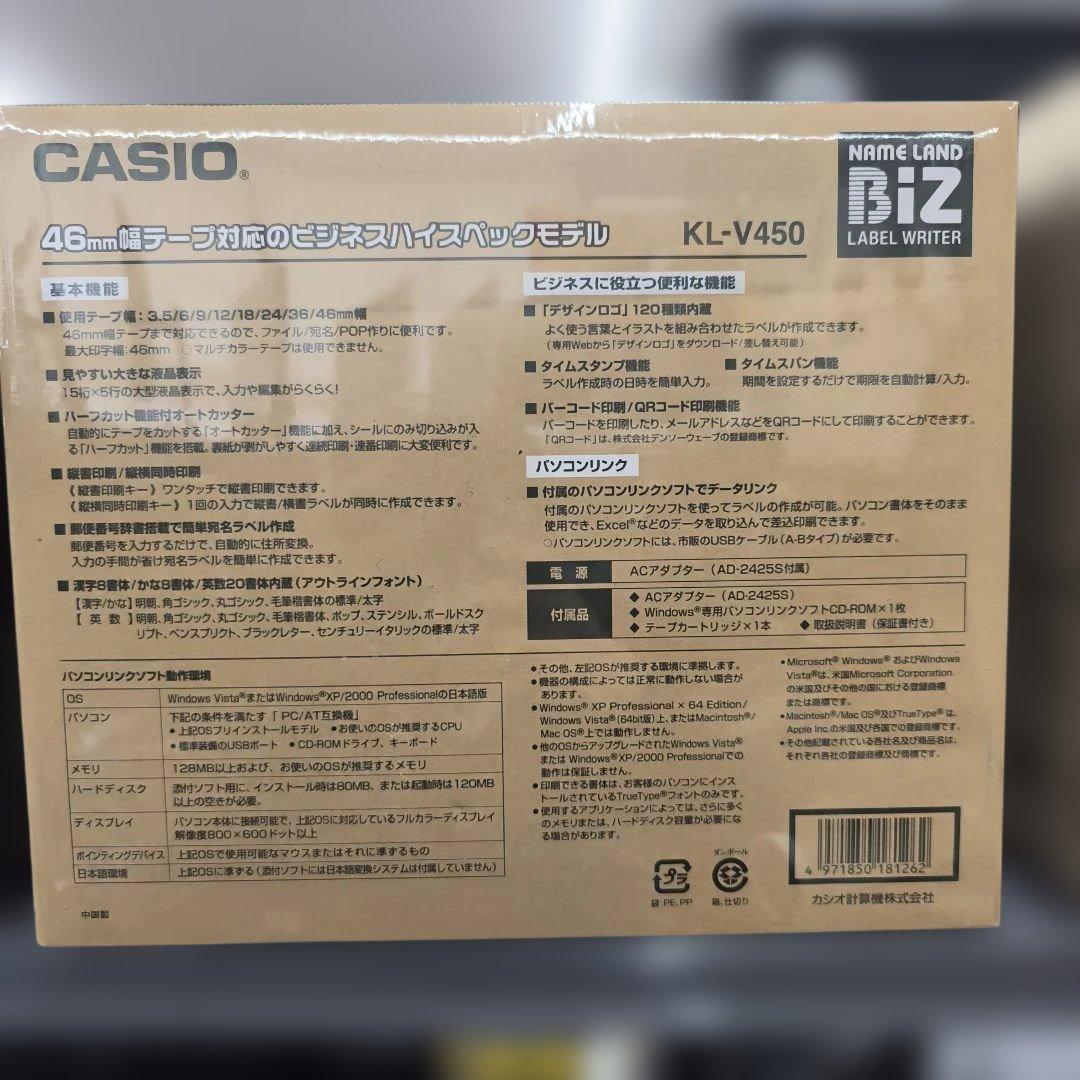 CASIO®
NAME LAND
BiZ
LABEL WRITER
46mm幅テープ対応のビジネスハイスペックモデル
KL-V450
基本機能
■使用テープ幅：3.5/6/9/12/18/24/36/46mm幅
46mm幅テープまで対応できるので、ファイル/宛名/POP作りに便利です。
最大印字幅：46mm ○マルチカラーテープは使用できません。
■見やすい大きな液晶表示
15桁×5行の大型液晶表示で、入力や編集がらくらく!
■ハーフカット機能付オートカッター
自動的にテープをカットする「オートカッター」機能に加え、シールにのみ切り込みが入
る「ハーフカット」機能を搭載。裏紙が剥がしやすく連続印刷・連番印刷に大変便利です。
■縦書印刷/縦横同時印刷
《縦書印刷キー》ワンタッチで縦書印刷できます。
《縦横同時印刷キー》1回の入力で縦書/横書ラベルが同時に作成できます。
■郵便番号辞書搭載で簡単宛名ラベル作成
郵便番号を入力するだけで、自動的に住所変換。
入力の手間が省け宛名ラベルを簡単に作成できます。
■漢字8書体/かな8書体/英数20書体内蔵（アウトラインフォント）
【漢字/かな】明朝、角ゴシック、丸ゴシック、毛筆楷書体の標準/太字
【英 数】明朝、角ゴシック、丸ゴシック、毛筆楷書体、ポップ、ステンシル、ボールドスク
リプト、ペンスプリクト、ブラックレター、センチュリーイタリックの標準/太字
ビジネスに役立つ便利な機能
■「デザインロゴ」120種類内蔵
よく使う言葉とイラストを組み合わせたラベルが作成できます。
（専用Webから「デザインロゴ」をダウンロード/差し替え可能）
■タイムスタンプ機能
ラベル作成時の日時を簡単入力。
■タイムスパン機能
期間を設定するだけで期限を自動計算/入力。
■バーコード印刷/QRコード印刷機能
バーコードを印刷したり、メールアドレスなどをQRコードにして印刷することができます。
「QRコード」は、株式会社デンソーウェーブの登録商標です。
パソコンリンク
■付属のパソコンリンクソフトでデータリンク
付属のパソコンリンクソフトを使ってラベルの作成が可能。パソコン書体をそのまま
使用でき、Excel®などのデータを取り込んで差込印刷できます。
○パソコンリンクソフトには、市販のUSBケーブル（A-Bタイプ）が必要です。
電 源 ACアダプター（AD-2425S付属）
付属品 ◆ACアダプター（AD-2425S）
◆Windows®専用パソコンリンクソフトCD-ROM×1枚
◆テープカートリッジ×1本 ◆取扱説明書（保証書付き）
パソコンリンクソフト動作環境
OS Windows Vista®またはWindows®XP/2000 Professionalの日本語版
パソコン 下記の条件を満たす「PC/AT互換機」
●上記OSプリインストールモデル ●お使いのOSが推奨するCPU
●標準装備のUSBポート ●CD-ROMドライブ、キーボード
メモリ 128MB以上および、お使いのOSが推奨するメモリ
ハードディスク 添付ソフト用に、インストール時は80MB、または起動時は120MB
以上の空きが必要。
ディスプレイ パソコン本体に接続可能で、上記OSに対応しているフルカラーディスプレイ
解像度800×600ドット以上
ポインティングデバイス 上記OSで使用可能なマウスまたはそれに準ずるもの
日本語環境 上記OSに準ずる（添付ソフトには日本語変換システムは付属していません）
中国製
●その他、左記OSが推奨する環境に準拠します。
●機器の構成によっては正常に動作しない場合が
あります。
●Windows® XP Professional × 64 Edition/
Windows Vista®（64bit版）上、またはMacintosh®/
Mac OS®上では動作しません。
●他のOSからアップグレードされたWindows Vista®
または Windows®XP/2000 Professionalでの
動作は保証しません。
●印刷できる書体は、お客様のパソコンにインス
トールされているTrueType®フォントのみです。
●使用するアプリケーションによっては、さらに多く
のメモリまたは、ハードディスク容量が必要にな
る場合があります。
●Microsoft® Windows® およびWindows
Vista®は、米国Microsoft Corporation
の米国及びその他の国における登録商標
または商標です。
●Macintosh®/Mac OS®及びTrueType® は、
Apple Inc.の米国及び各国での登録商標です。
●その他記載されている各社名及び商品名は、
それぞれ各社の登録商標及び商標です。
プラ
袋：PE、PP
ダンボール
箱、仕切り
4 971850 181262
カシオ計算機株式会社